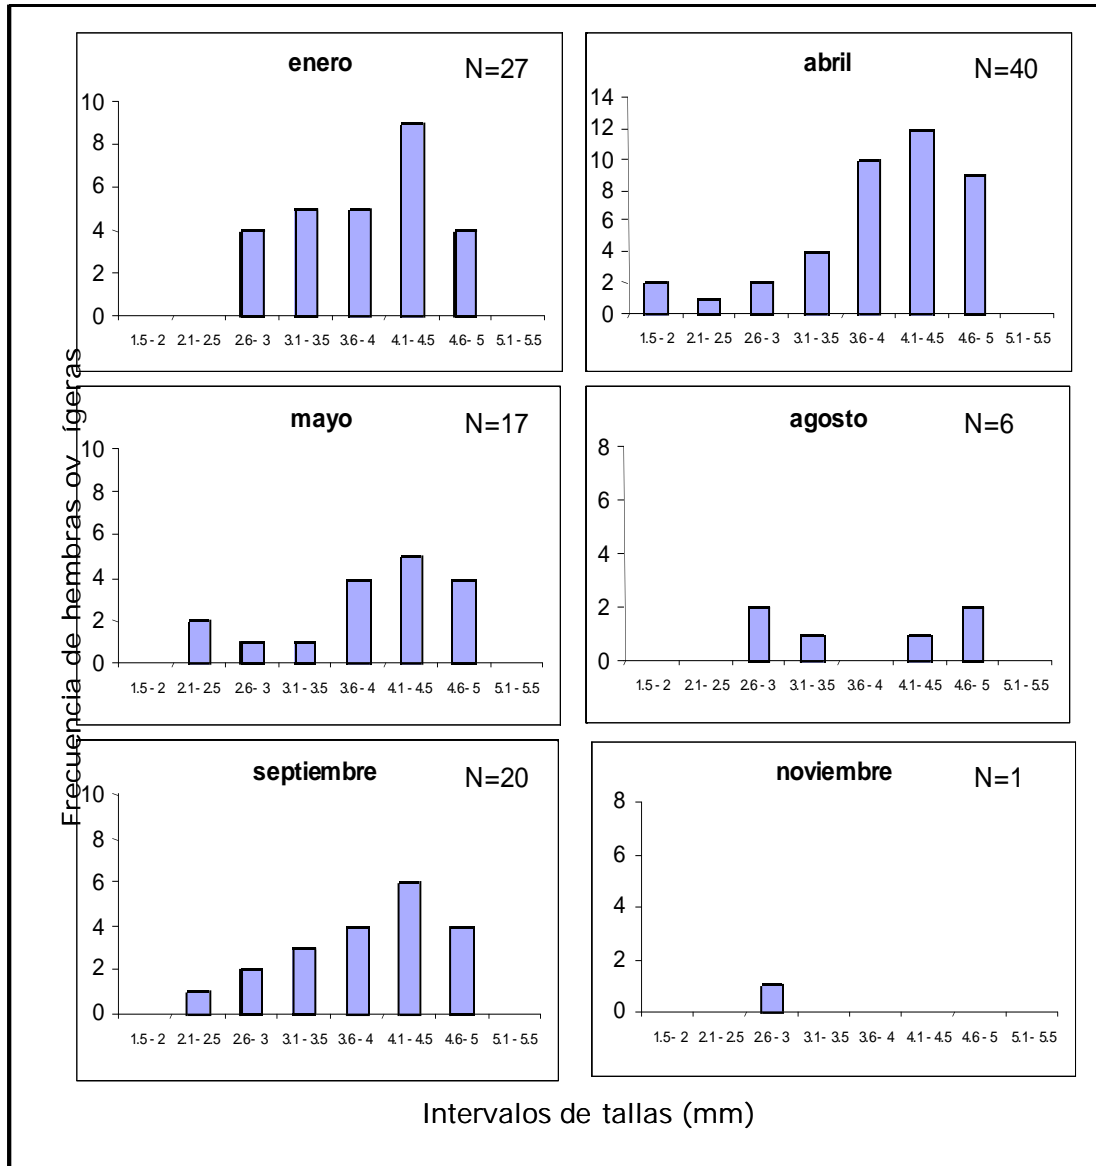 enero
N=27
10
8
6
4
2
0
1.5 - 2 2.1 - 2.5 2.6 - 3 3.1 - 3.5 3.6 - 4 4.1 - 4.5 4.6 - 5 5.1 - 5.5
abril
N=40
14
12
10
8
6
4
2
0
1.5 - 2 2.1 - 2.5 2.6 - 3 3.1 - 3.5 3.6 - 4 4.1 - 4.5 4.6 - 5 5.1 - 5.5
Frecuencia de hembras ov ígeras
mayo
N=17
10
8
6
4
2
0
1.5 - 2 2.1 - 2.5 2.6 - 3 3.1 - 3.5 3.6 - 4 4.1 - 4.5 4.6 - 5 5.1 - 5.5
agosto
N=6
8
6
4
2
0
1.5 - 2 2.1 - 2.5 2.6 - 3 3.1 - 3.5 3.6 - 4 4.1 - 4.5 4.6 - 5 5.1 - 5.5
septiembre
N=20
10
8
6
4
2
0
1.5 - 2 2.1 - 2.5 2.6 - 3 3.1 - 3.5 3.6 - 4 4.1 - 4.5 4.6 - 5 5.1 - 5.5
noviembre
N=1
8
6
4
2
0
1.5 - 2 2.1 - 2.5 2.6 - 3 3.1 - 3.5 3.6 - 4 4.1 - 4.5 4.6 - 5 5.1 - 5.5
Intervalos de tallas (mm)